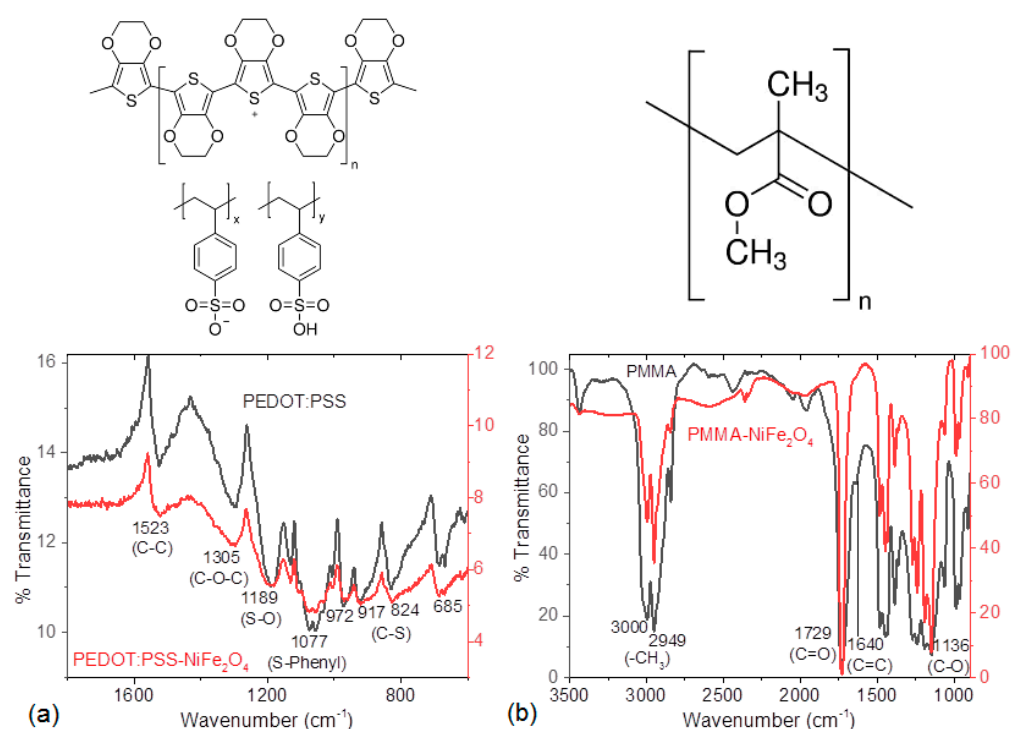 O O O O O O
S S S S S
+
O O O O
n
x y
O=S=O O=S=O
O⁻ OH
CH₃
O O
CH₃
n
16
14
12
10
% Transmittance
12
10
8
6
4
PEDOT:PSS
1523
(C-C)
1305
(C-O-C)
1189
(S-O)
1077
(S-Phenyl)
972
917
824
(C-S)
685
PEDOT:PSS-NiFe₂O₄
1600 1200 800
(a) Wavenumber (cm⁻¹)
100
80
60
40
20
0
% Transmittance
100
80
60
40
20
0
PMMA
PMMA-NiFe₂O₄
3000
2949
(-CH₃)
1729
(C=O)
1640
(C=C)
1136
(C-O)
3500 3000 2500 2000 1500 1000
(b) Wavenumber (cm⁻¹)